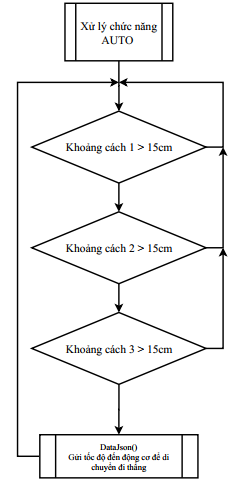 Xử lý chức năng
AUTO
Khoảng cách 1 > 15cm
Khoảng cách 2 > 15cm
Khoảng cách 3 > 15cm
DataJson()
Gửi tốc độ đến động cơ để di
chuyển đi thẳng